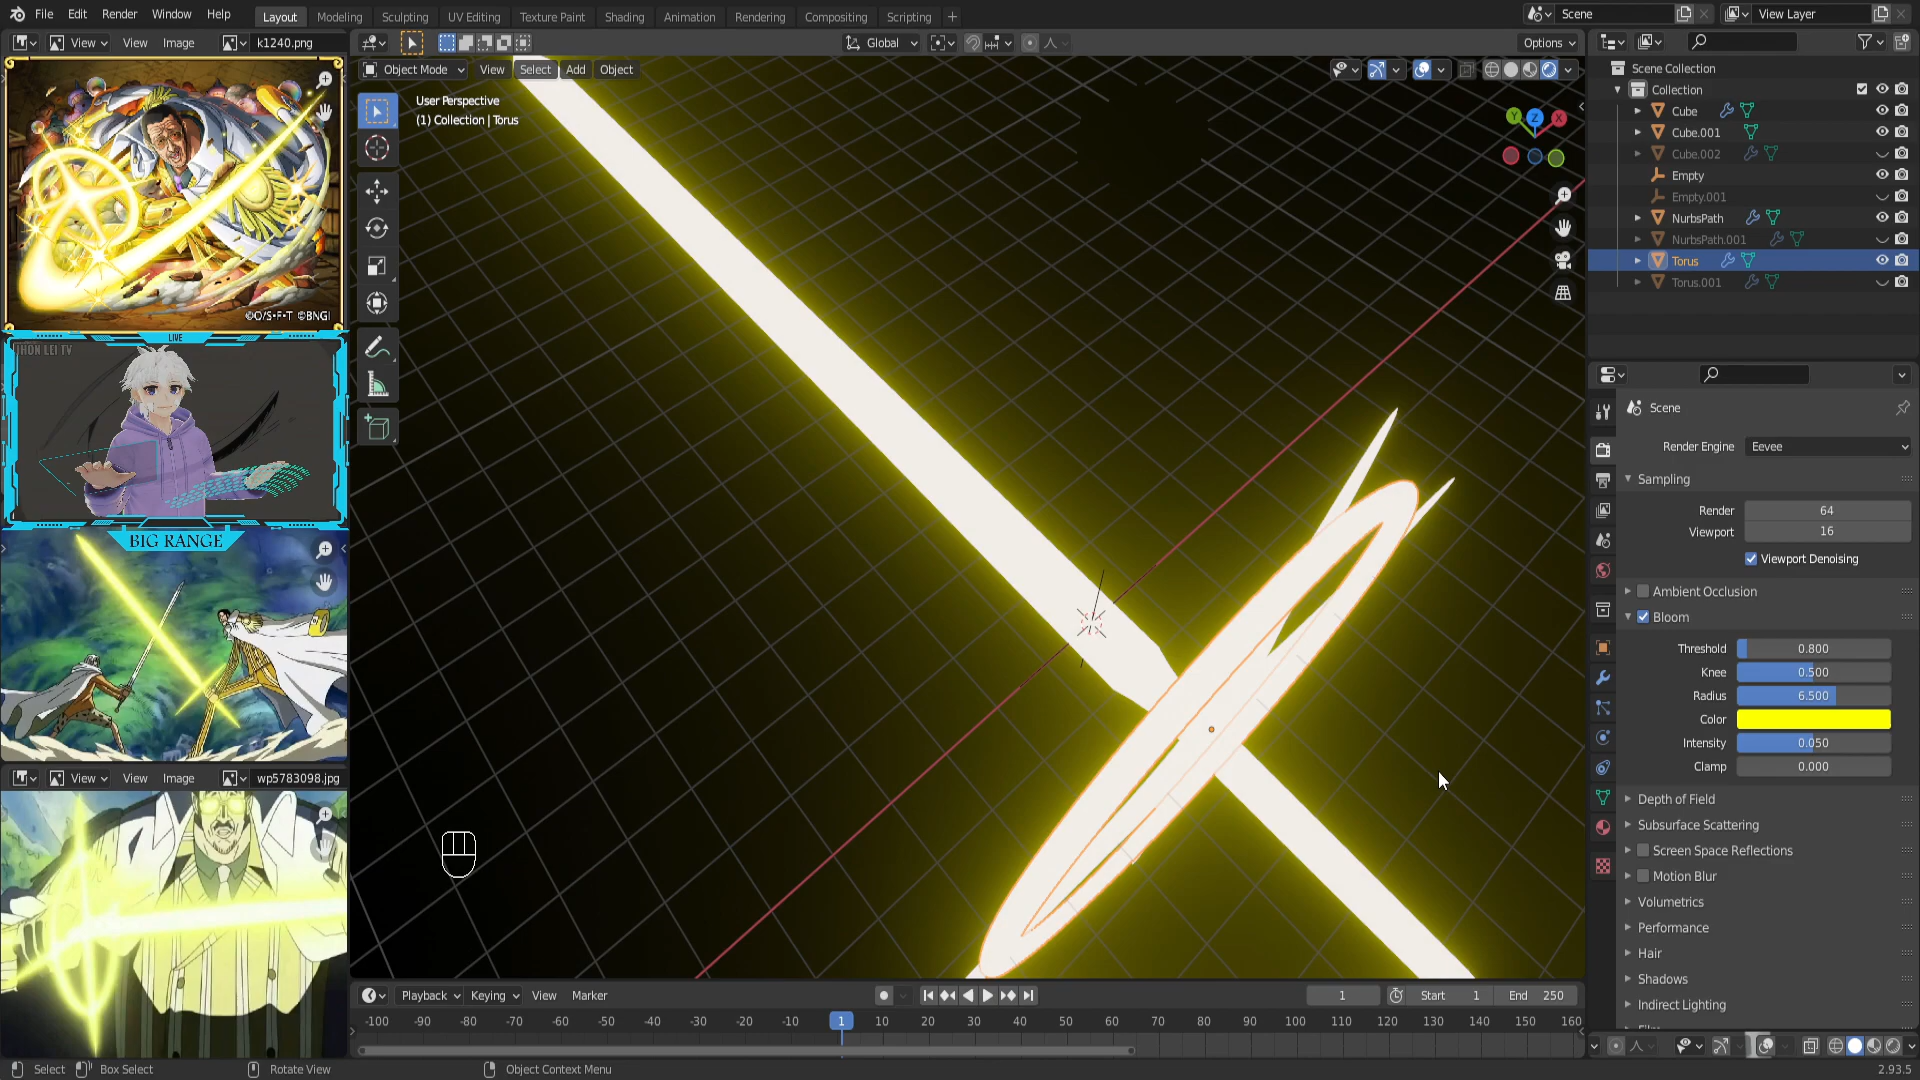 File Edit Render Window Help
Layout Modeling Sculpting UV Editing Texture Paint Shading Animation Rendering Compositing Scripting +
Scene
View Layer
View View Image k1240.png
Global
Options
Object Mode View Select Add Object
User Perspective
(1) Collection | Torus
Y Z X
©O/S・F・T ©BNGI
LIVE
JHON LEI TV
BIG RANGE
View View Image wp5783098.jpg
Scene Collection
Collection
Cube
Cube.001
Cube.002
Empty
Empty.001
NurbsPath
NurbsPath.001
Torus
Torus.001
Scene
Render Engine Eevee
Sampling
Render 64
Viewport 16
Viewport Denoising
Ambient Occlusion
Bloom
Threshold 0.800
Knee 0.500
Radius 6.500
Color
Intensity 0.050
Clamp 0.000
Depth of Field
Subsurface Scattering
Screen Space Reflections
Motion Blur
Volumetrics
Performance
Hair
Shadows
Indirect Lighting
Playback Keying View Marker
1 Start 1 End 250
-100 -90 -80 -70 -60 -50 -40 -30 -20 -10 1 10 20 30 40 50 60 70 80 90 100 110 120 130 140 150 160
Select Box Select Rotate View Object Context Menu
2.93.5